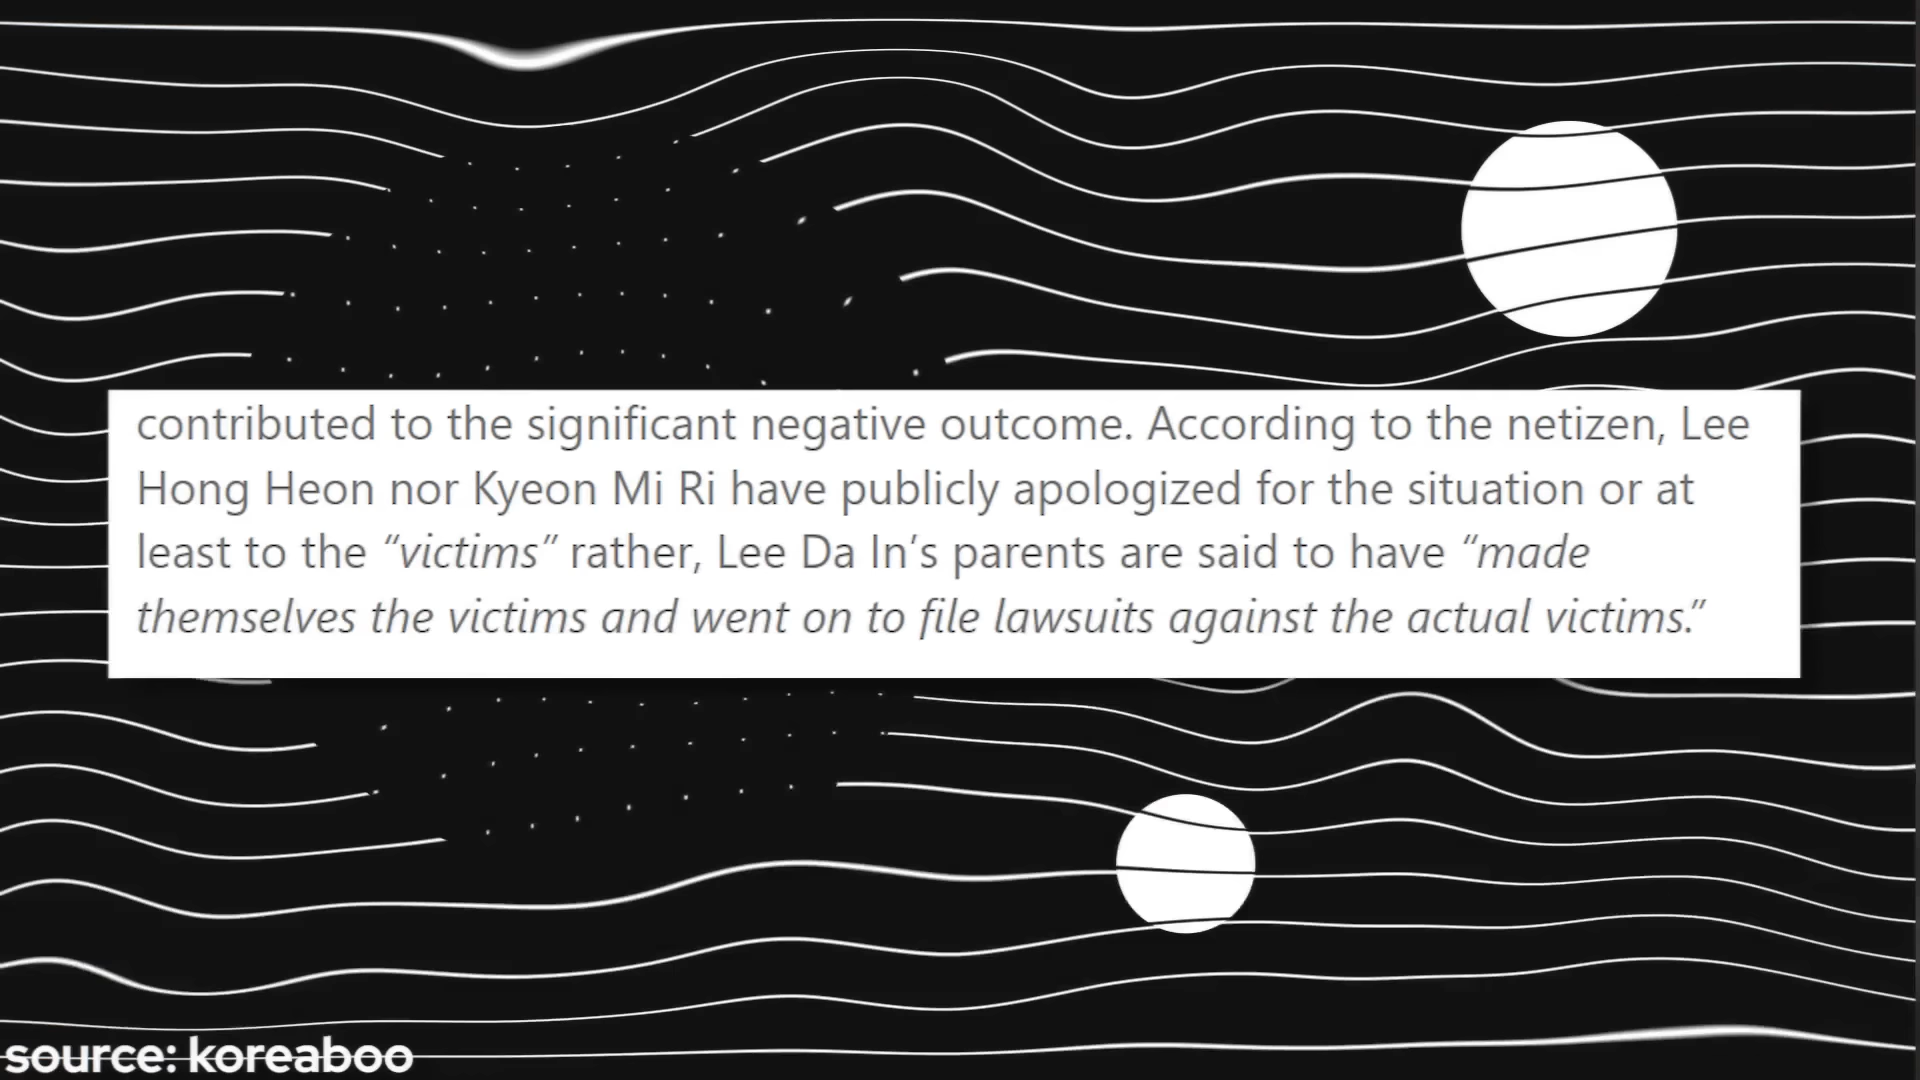 contributed to the significant negative outcome. According to the netizen, Lee
Hong Heon nor Kyeon Mi Ri have publicly apologized for the situation or at
least to the “victims” rather, Lee Da In’s parents are said to have “made
themselves the victims and went on to file lawsuits against the actual victims.”
source: koreaboo